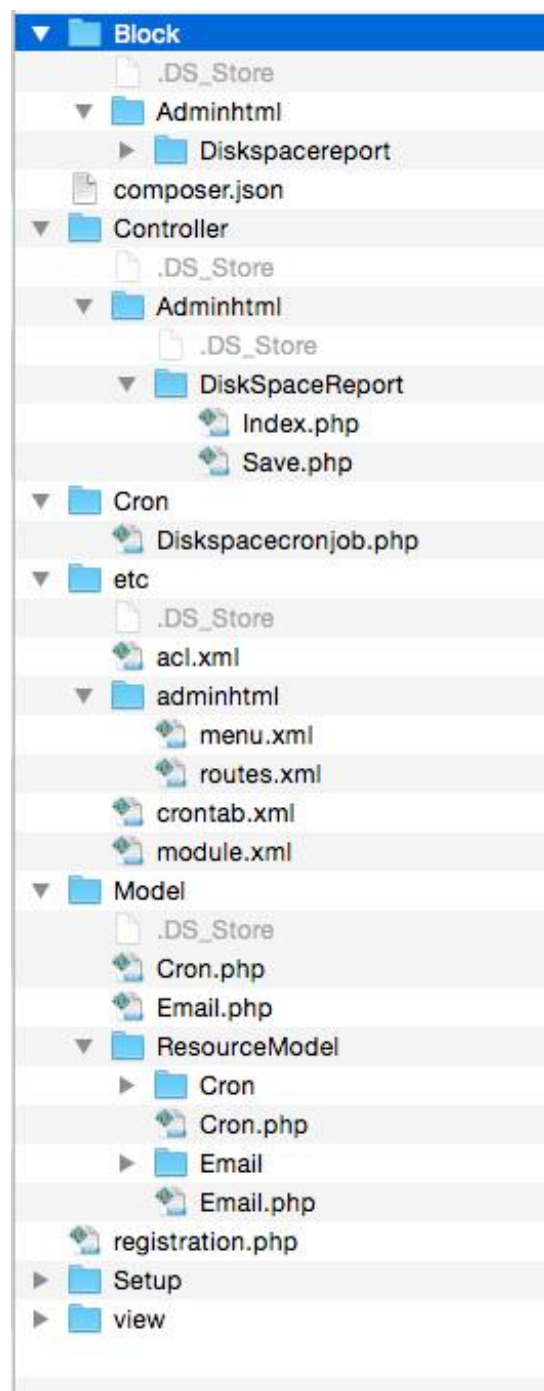 Block
.DS_Store
Adminhtml
Diskspacereport
composer.json
Controller
.DS_Store
Adminhtml
.DS_Store
DiskSpaceReport
Index.php
Save.php
Cron
Diskspacecronjob.php
etc
.DS_Store
acl.xml
adminhtml
menu.xml
routes.xml
crontab.xml
module.xml
Model
.DS_Store
Cron.php
Email.php
ResourceModel
Cron
Cron.php
Email
Email.php
registration.php
Setup
view